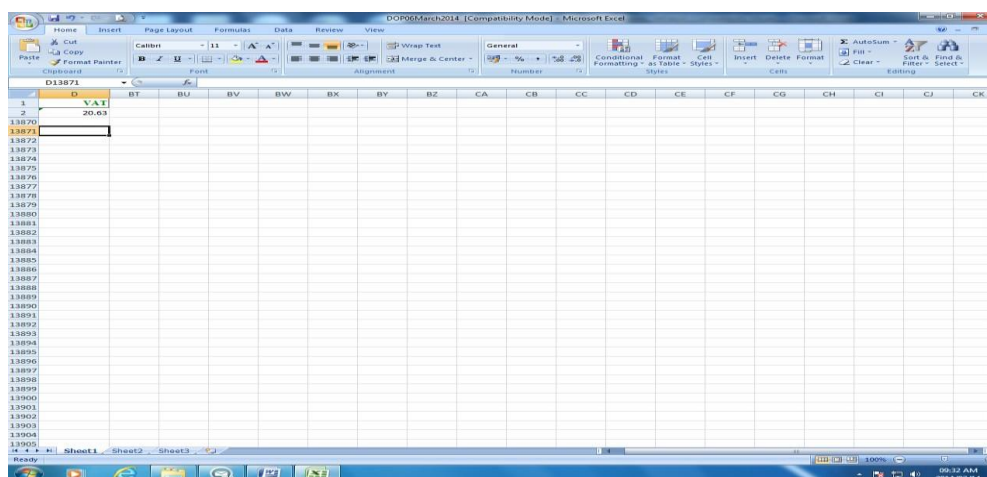 DOP06March2014 [Compatibility Mode] - Microsoft Excel
Home Insert Page Layout Formulas Data Review View
Cut
Copy
Format Painter
Paste
Clipboard
Calibri 11
B I U
Font
Wrap Text
Merge & Center
Alignment
General
Number
Conditional Formatting
Format as Table
Cell Styles
Styles
Insert Delete Format
Cells
AutoSum
Fill
Clear
Sort & Filter
Find & Select
Editing
D13871 fx
D BT BU BV BW BX BY BZ CA CB CC CD CE CF CG CH CI CJ CK
1 VAT
2 20.63
13870
13871
13872
13873
13874
13875
13876
13877
13878
13879
13880
13881
13882
13883
13884
13885
13886
13887
13888
13889
13890
13891
13892
13893
13894
13895
13896
13897
13898
13899
13900
13901
13902
13903
13904
13905
Sheet1 Sheet2 Sheet3
Ready 100%
09:32 AM